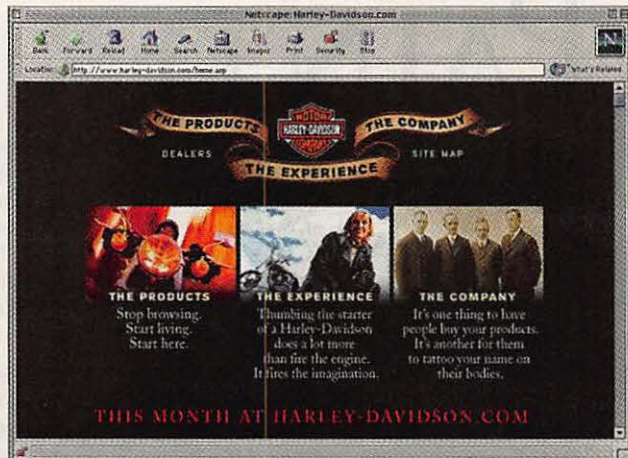 Netscape: Harley-Davidson.com
Back Forward Reload Home Search Netscape Images Print Security Stop
Location: http://www.harley-davidson.com/home.asp What's Related
N
THE PRODUCTS
MOTOR
HARLEY-DAVIDSON
COMPANY
THE COMPANY
DEALERS
SITE MAP
THE EXPERIENCE
THE PRODUCTS
Stop browsing.
Start living.
Start here.
THE EXPERIENCE
Thumbing the starter
of a Harley-Davidson
does a lot more
than fire the engine.
It fires the imagination.
THE COMPANY
It's one thing to have
people buy your products.
It's another for them
to tattoo your name on
their bodies.
THIS MONTH AT HARLEY-DAVIDSON.COM